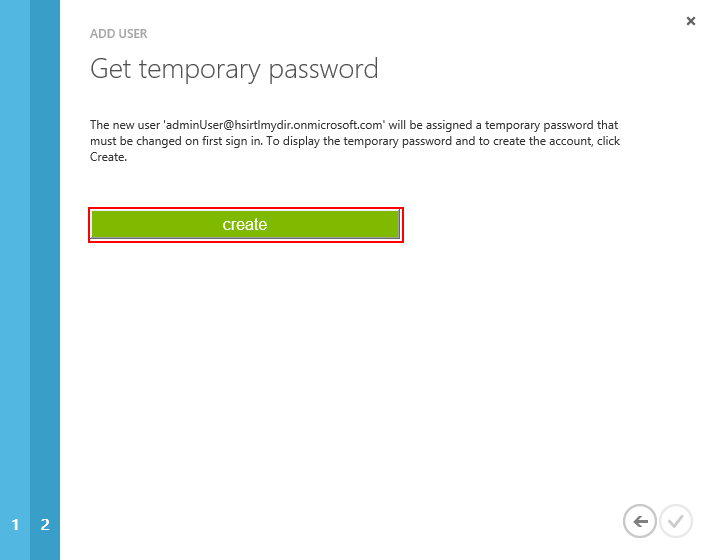 ADD USER
Get temporary password
The new user 'adminUser@hsirtlmydir.onmicrosoft.com' will be assigned a temporary password that
must be changed on first sign in. To display the temporary password and to create the account, click
Create.
create
1 2